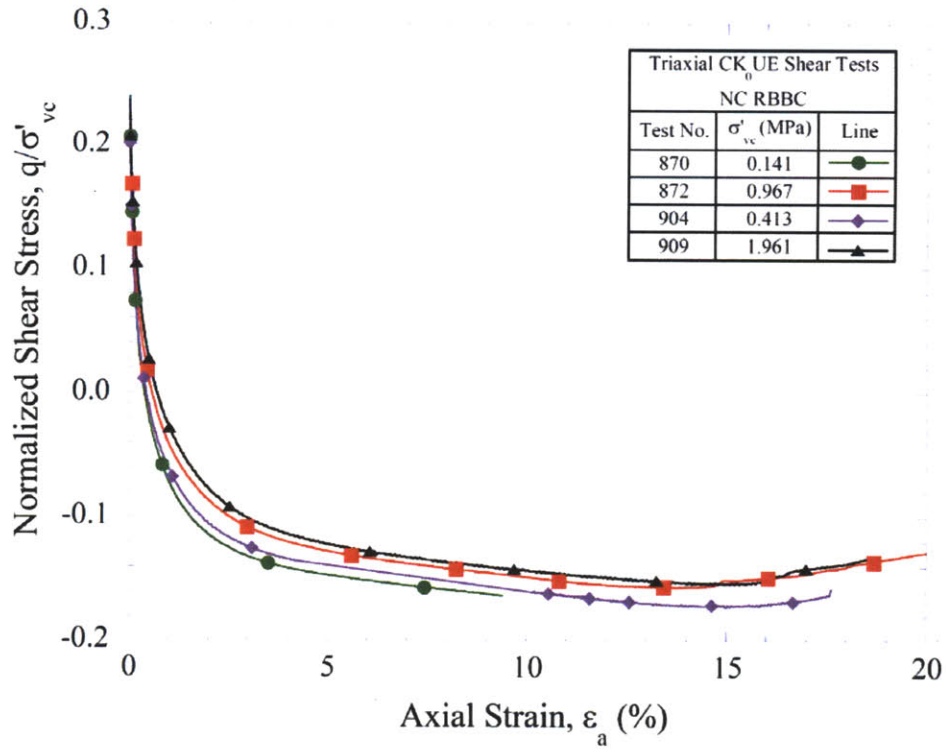 0.3
0.2
0.1
0.0
-0.1
-0.2
Normalized Shear Stress, q/σ'vc
0 5 10 15 20
Axial Strain, εa (%)
Triaxial CK0UE Shear Tests
NC RBBC
Test No. σ'vc (MPa) Line
870 0.141
872 0.967
904 0.413
909 1.961